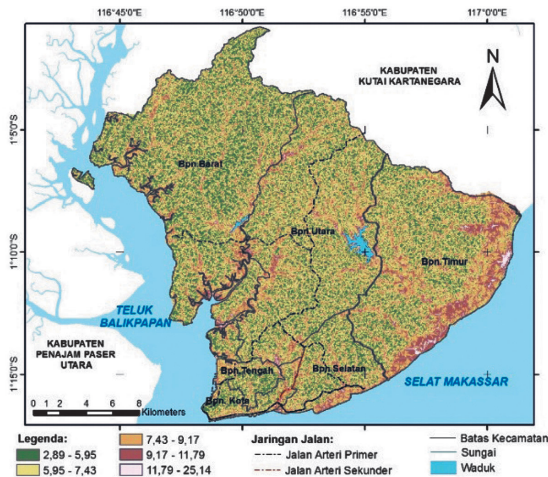 116°45'0"E
116°50'0"E
116°55'0"E
117°0'0"E
KABUPATEN
KUTAI KARTANEGARA
N
1°5'0"S
Bpn.Barat
Bpn.Utara
1°10'0"S
Bpn.Timur
TELUK
BALIKPAPAN
KABUPATEN
PENAJAM PASER
UTARA
1°15'0"S
Bpn.Tengah
Bpn.Selatan
Bpn. Kota
SELAT MAKASSAR
0 1 2 4 6 8
Kilometers
Legenda:
2,89 - 5,95
5,95 - 7,43
7,43 - 9,17
9,17 - 11,79
11,79 - 25,14
Jaringan Jalan:
Jalan Arteri Primer
Jalan Arteri Sekunder
Batas Kecamatan
Sungai
Waduk